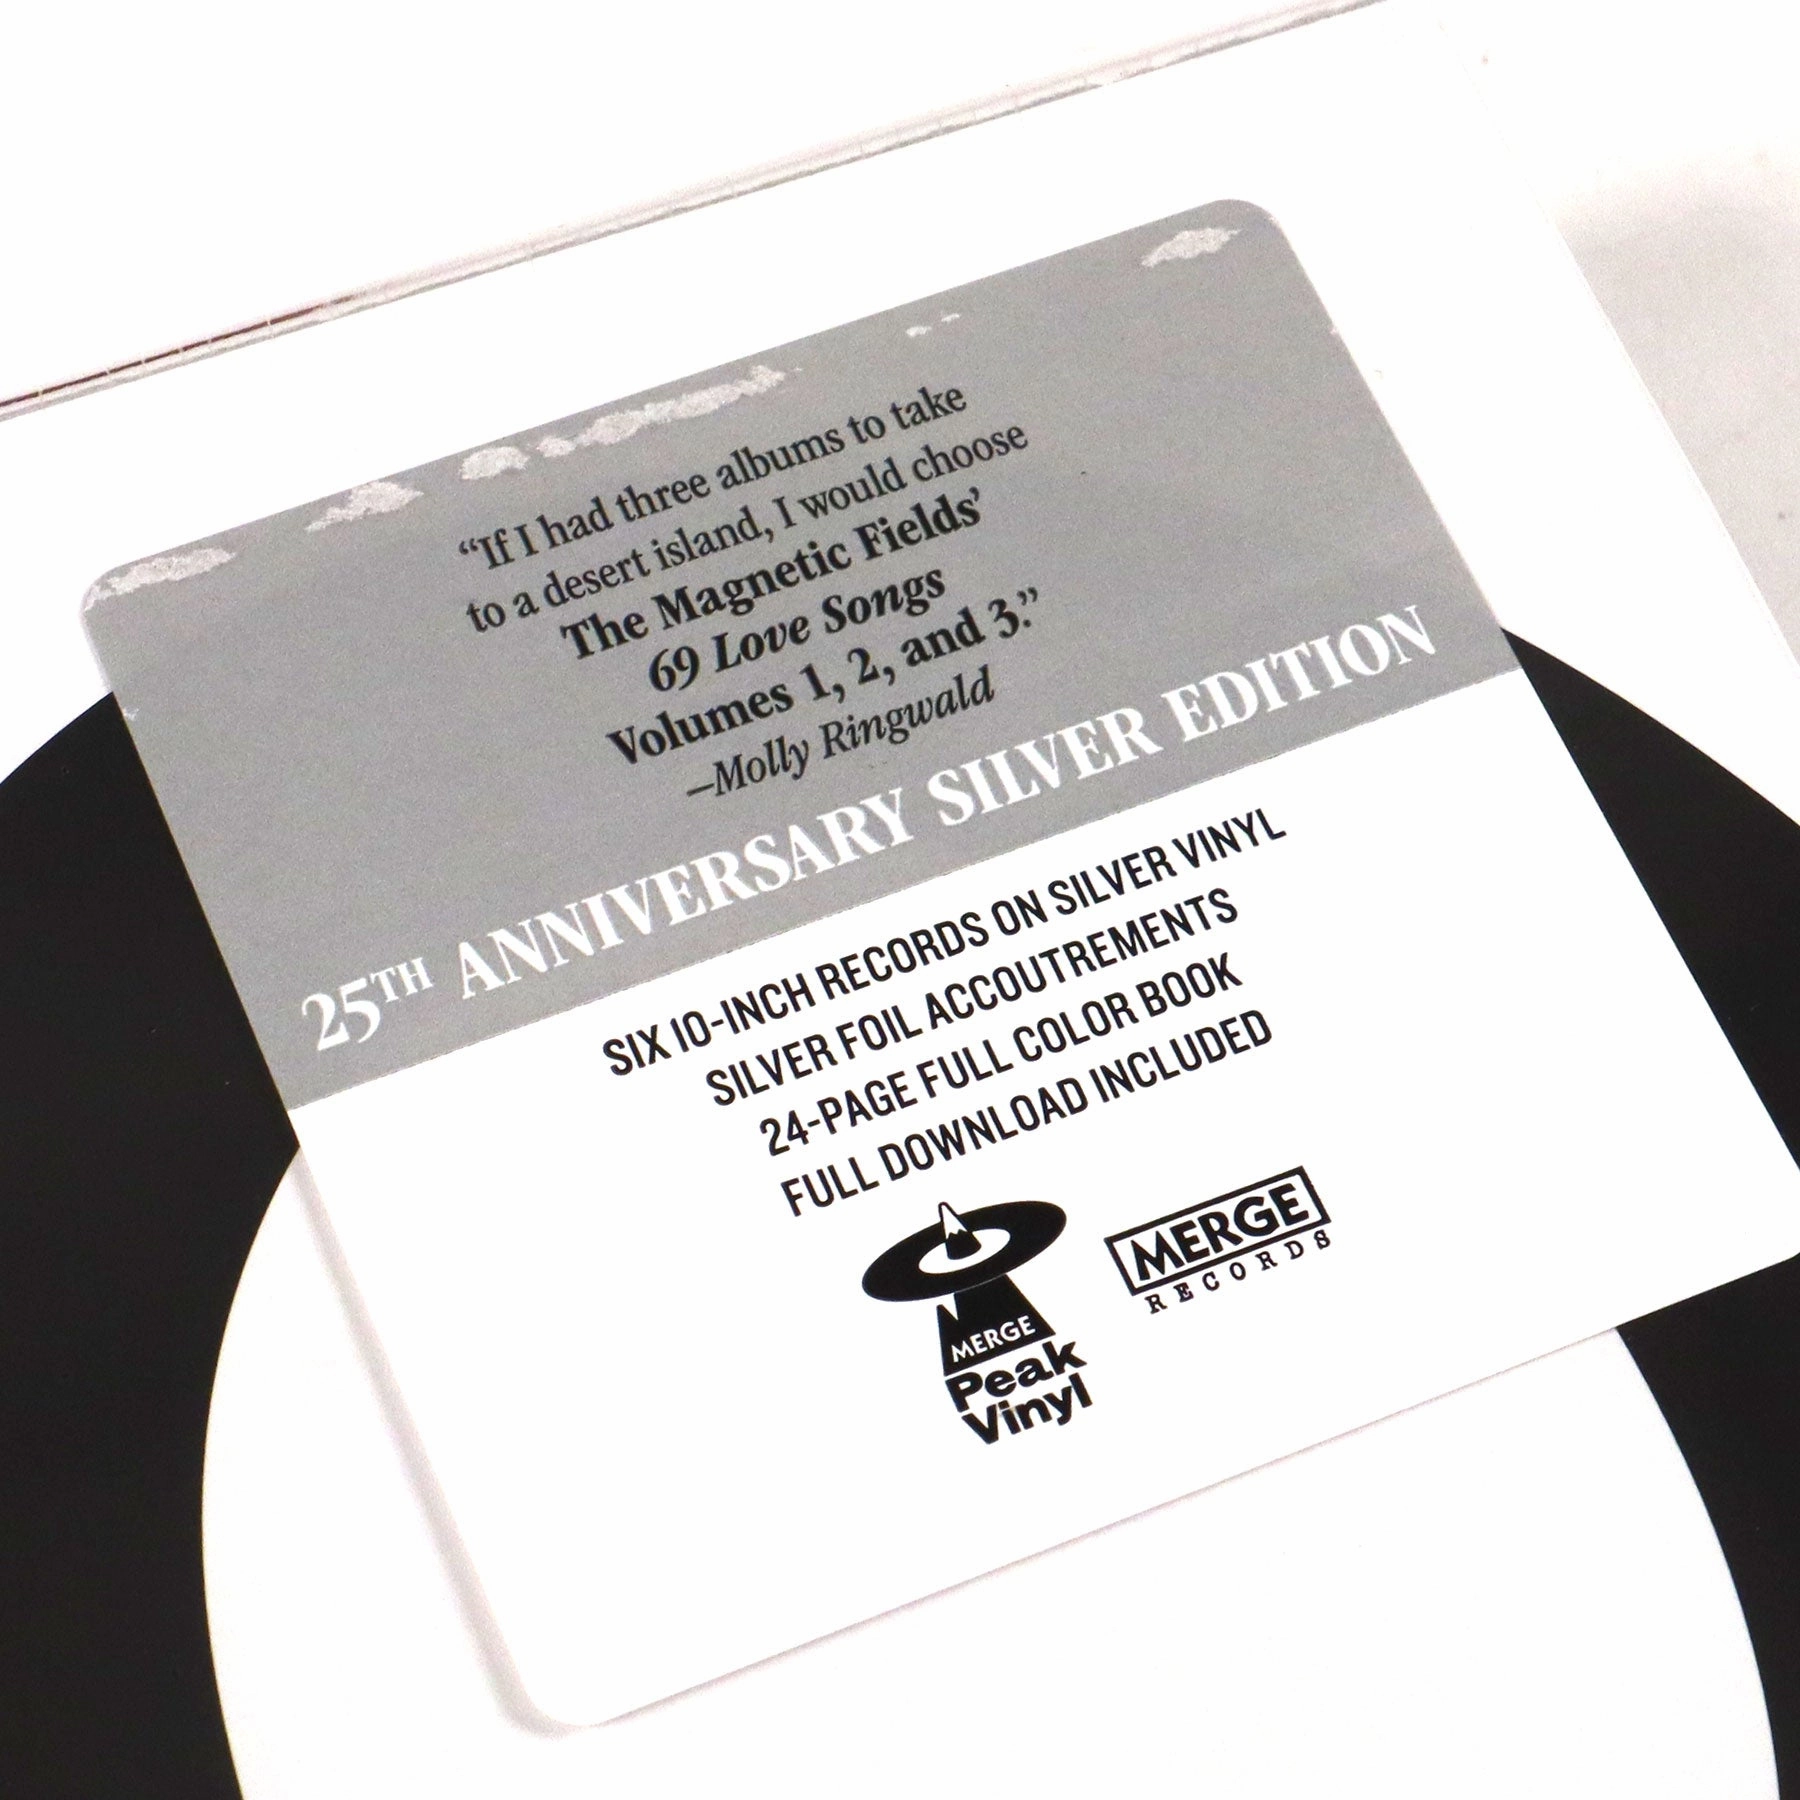 “If I had three albums to take
to a desert island, I would choose
The Magnetic Fields’
69 Love Songs
Volumes 1, 2, and 3.”
–Molly Ringwald
25TH ANNIVERSARY SILVER EDITION
SIX 10-INCH RECORDS ON SILVER VINYL
SILVER FOIL ACCOUTREMENTS
24-PAGE FULL COLOR BOOK
FULL DOWNLOAD INCLUDED
MERGE
Peak
Vinyl
MERGE
RECORDS